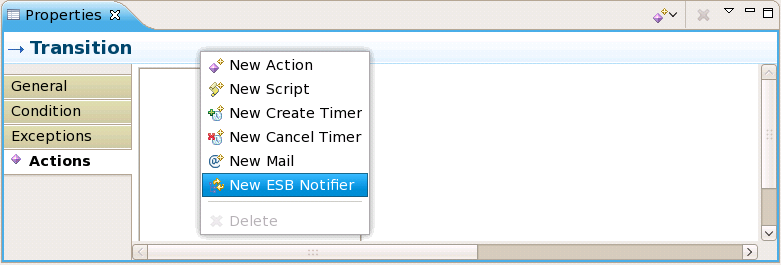 Properties
Transition
General
Condition
Exceptions
Actions
New Action
New Script
New Create Timer
New Cancel Timer
New Mail
New ESB Notifier
Delete